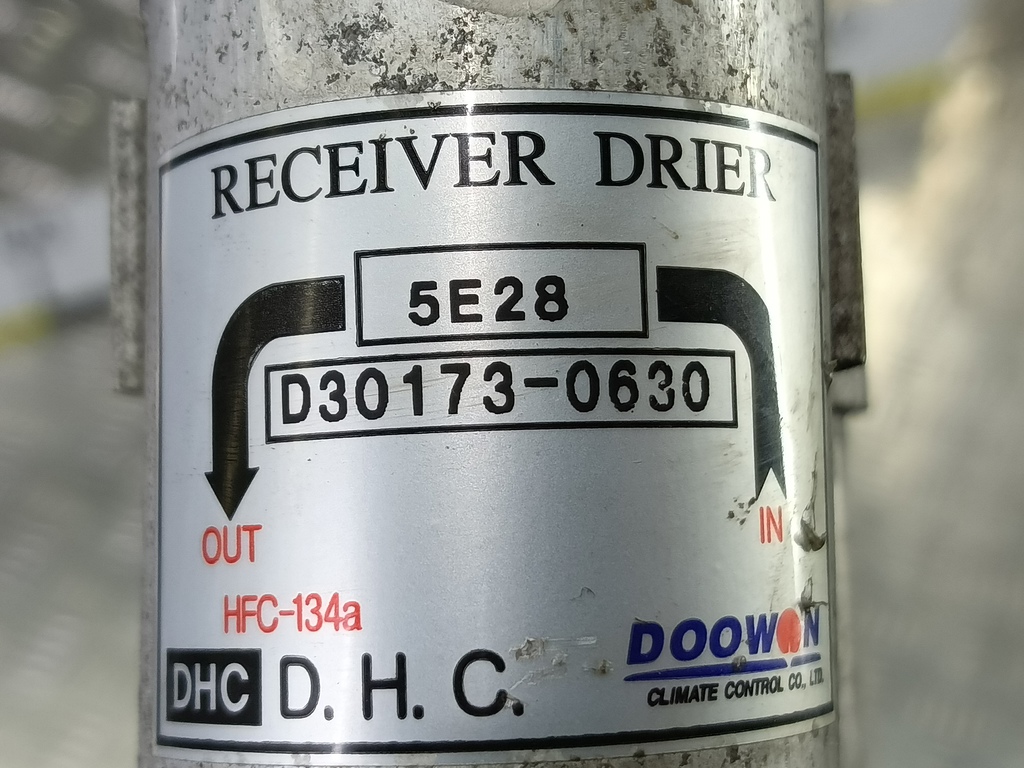 RECEIVER DRIER
5E28
D30173-0630
OUT
IN
HFC-134a
DHC D. H. C.
DOOWON
CLIMATE CONTROL CO., LTD.